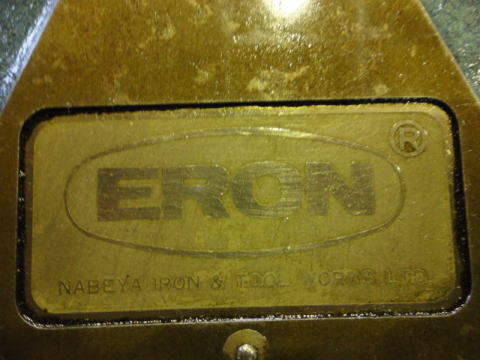 ®
ERON
NABEYA IRON & TOOL WORKS, LTD.